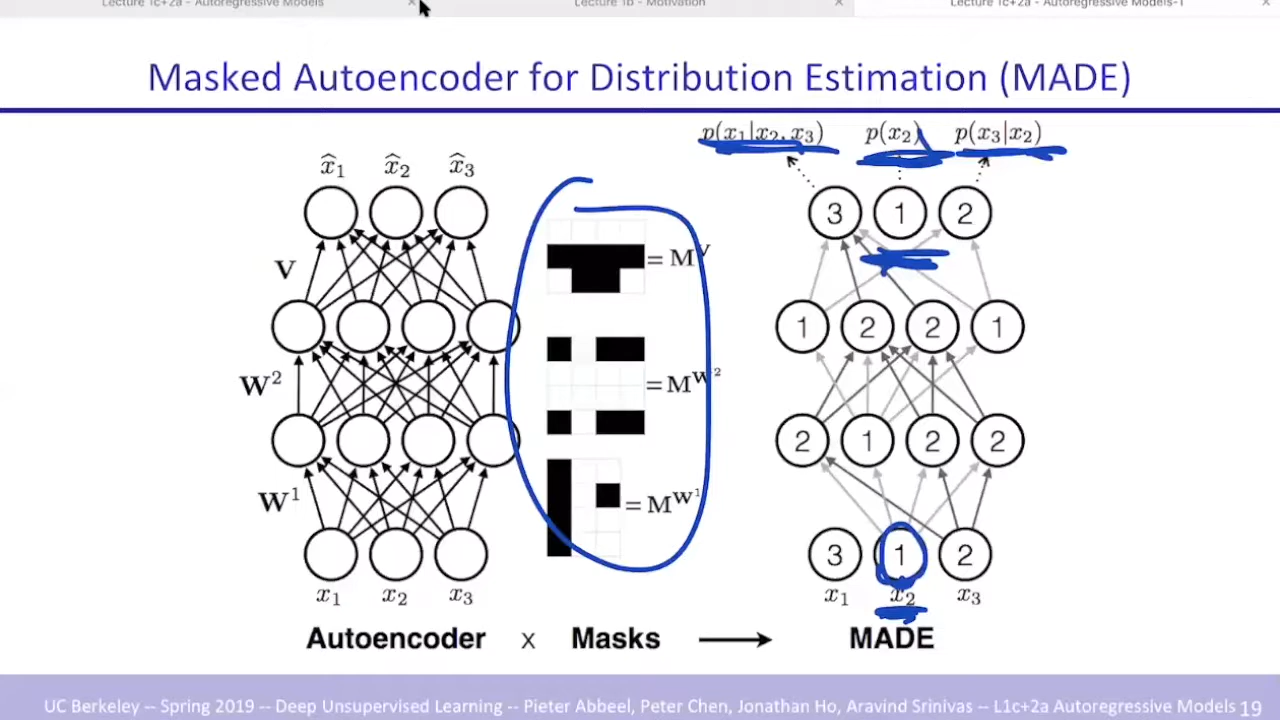 Lecture 1c+2a - Autoregressive Models
Lecture 1b - Motivation
Lecture 1c+2a - Autoregressive Models-1
Masked Autoencoder for Distribution Estimation (MADE)
p(x₁|x₂, x₃) p(x₂) p(x₃|x₂)
x̂₁ x̂₂ x̂₃
3 1 2
V
= M^V
1 2 2 1
W²
= M^W²
2 1 2 2
W¹
= M^W¹
3 1 2
x₁ x₂ x₃
x₁ x₂ x₃
Autoencoder x Masks → MADE
UC Berkeley -- Spring 2019 -- Deep Unsupervised Learning -- Pieter Abbeel, Peter Chen, Jonathan Ho, Aravind Srinivas -- L1c+2a Autoregressive Models 19